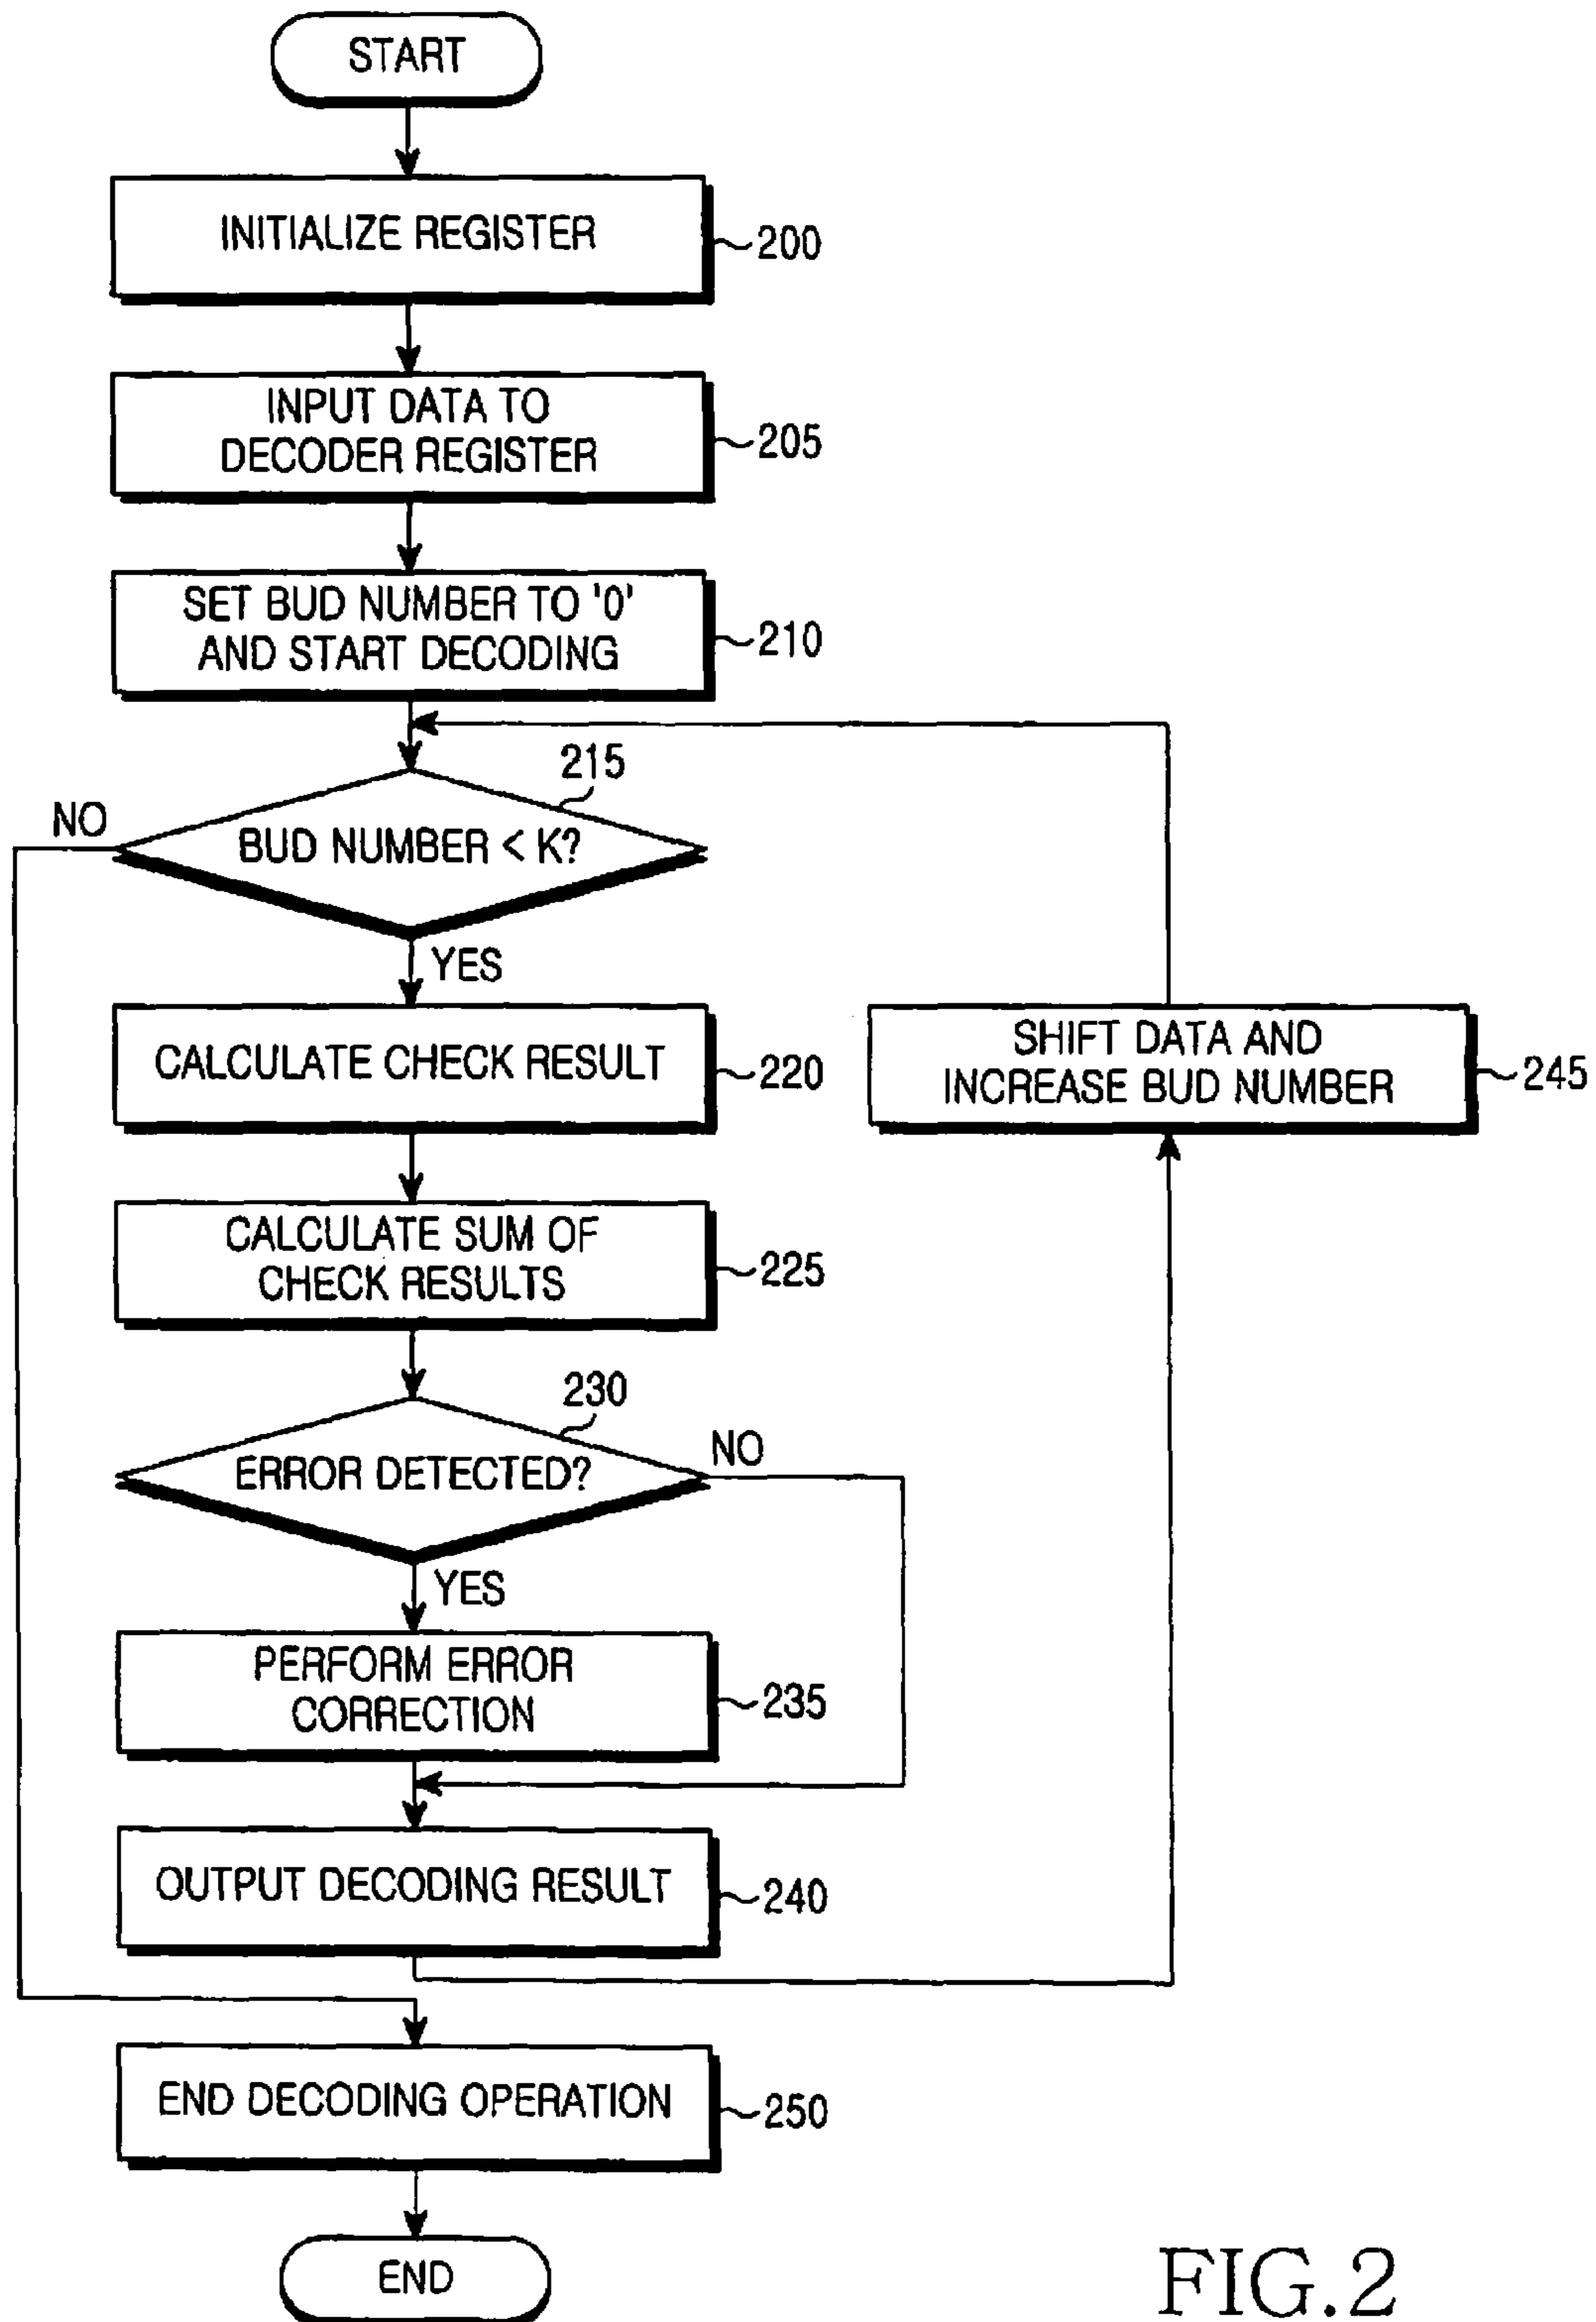 START
INITIALIZE REGISTER
200
INPUT DATA TO
DECODER REGISTER
205
SET BUD NUMBER TO '0'
AND START DECODING
210
215
NO
BUD NUMBER < K?
YES
CALCULATE CHECK RESULT
220
SHIFT DATA AND
INCREASE BUD NUMBER
245
CALCULATE SUM OF
CHECK RESULTS
225
230
NO
ERROR DETECTED?
YES
PERFORM ERROR
CORRECTION
235
OUTPUT DECODING RESULT
240
END DECODING OPERATION
250
END
FIG.2